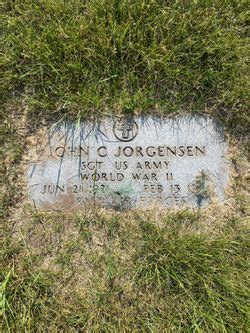 JOHN C JORGENSEN
SGT US ARMY
WORLD WAR II
JUN 21 FEB 13